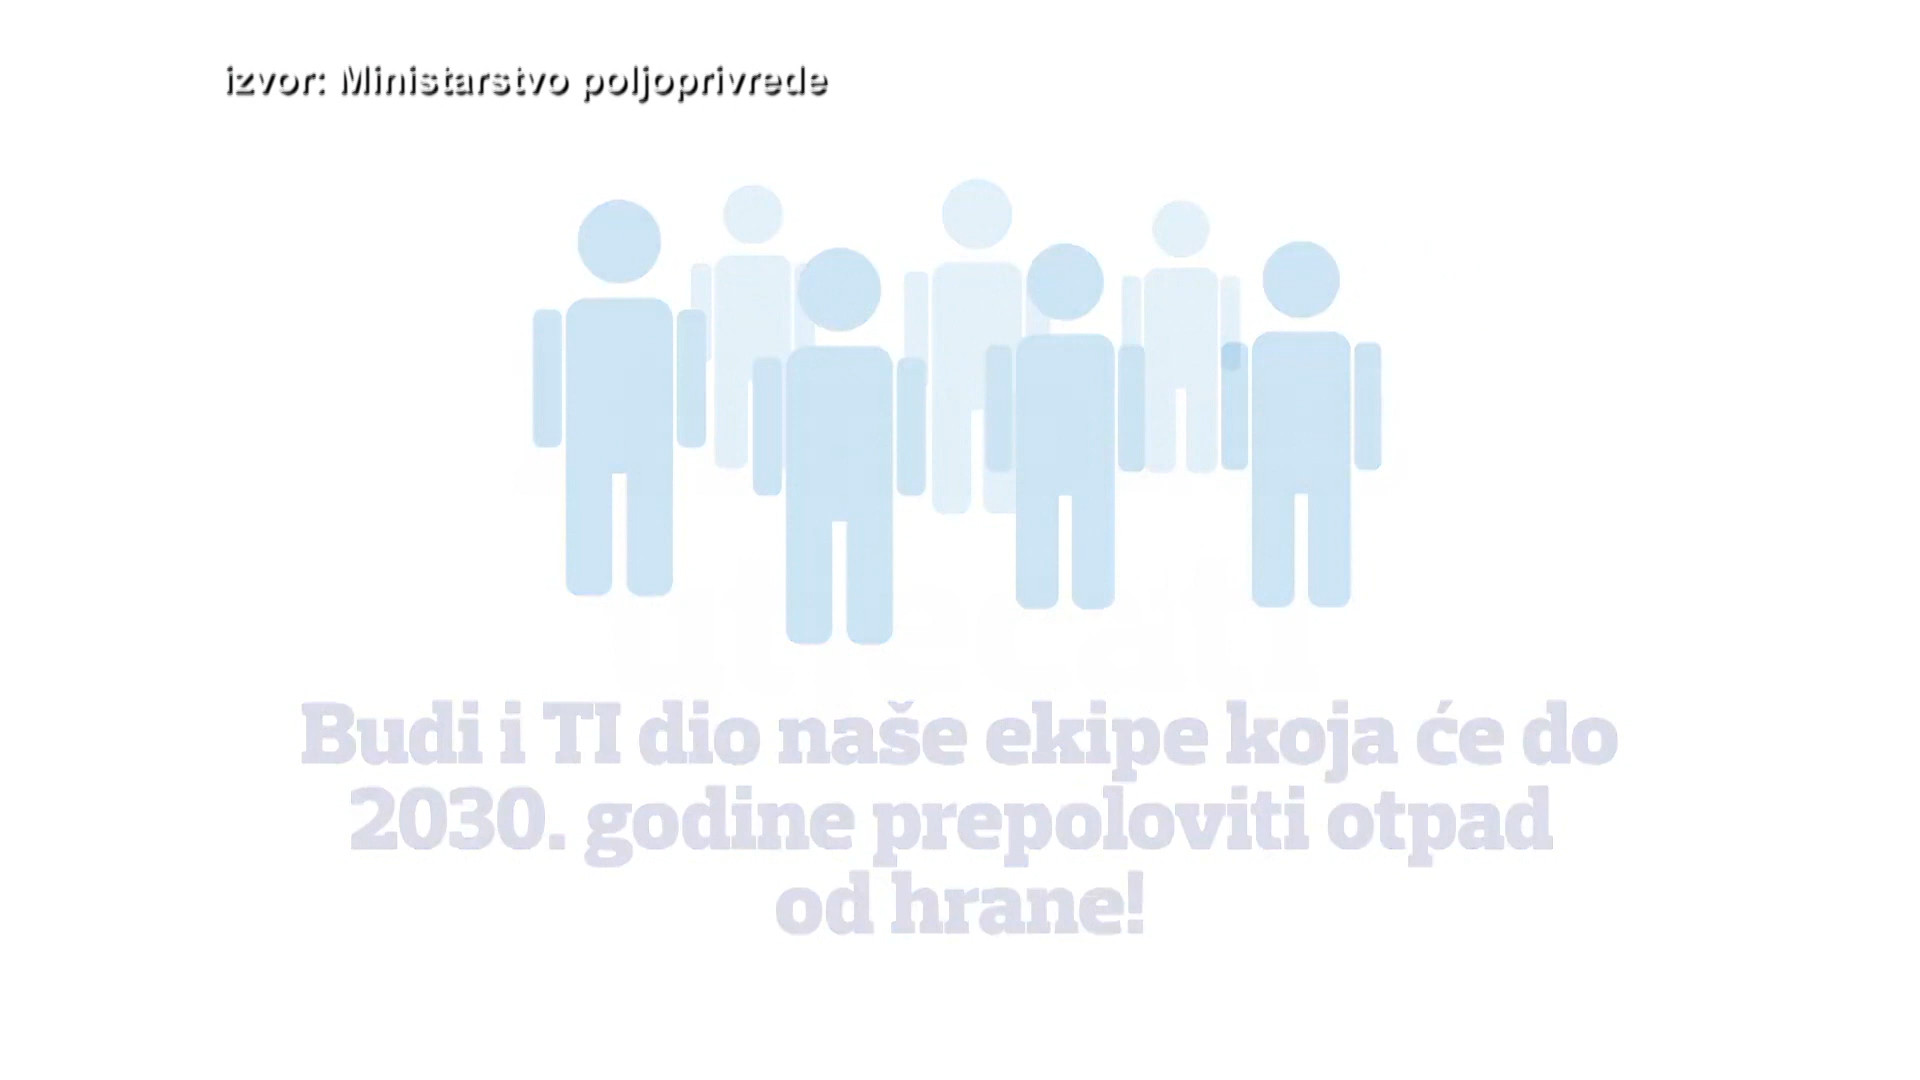 izvor: Ministarstvo poljoprivrede
Budi i TI dio naše ekipe koja će do
2030. godine prepoloviti otpad
od hrane!